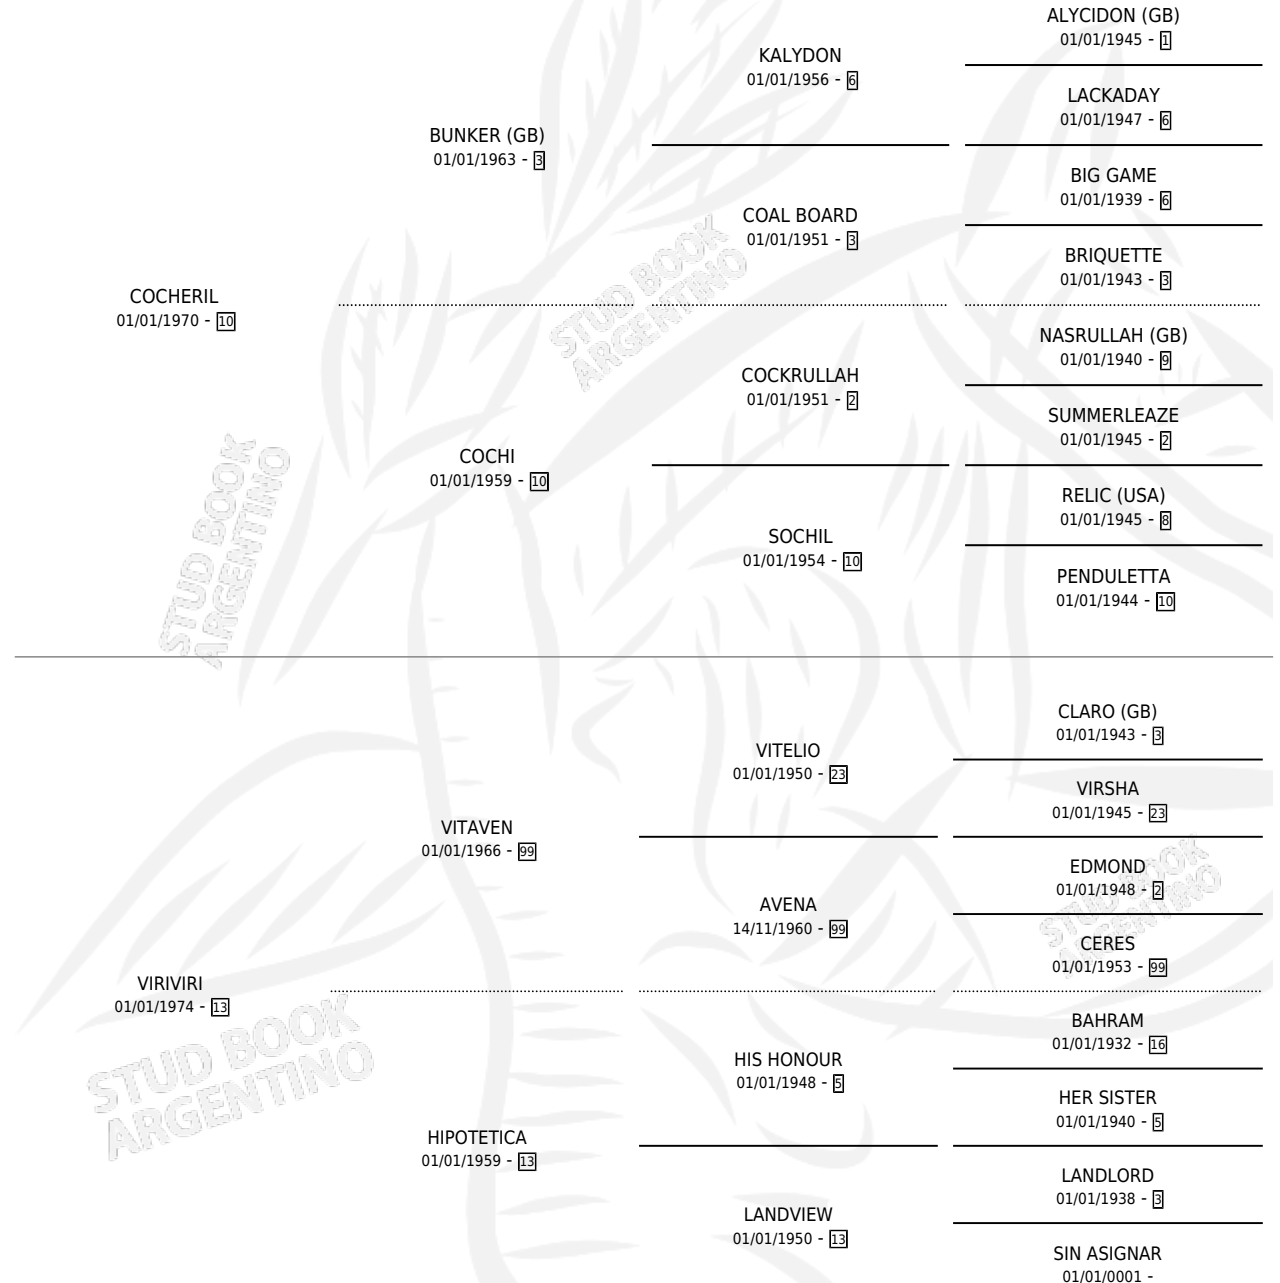 ALYCIDON (GB)
01/01/1945 - 1
KALYDON
01/01/1956 - 6
LACKADAY
01/01/1947 - 6
BUNKER (GB)
01/01/1963 - 3
BIG GAME
01/01/1939 - 6
COAL BOARD
01/01/1951 - 3
BRIQUETTE
01/01/1943 - 3
COCHERIL
01/01/1970 - 10
STUD BOOK
ARGENTINO
NASRULLAH (GB)
01/01/1940 - 9
COCKRULLAH
01/01/1951 - 2
SUMMERLEAZE
01/01/1945 - 2
COCHI
01/01/1959 - 10
RELIC (USA)
01/01/1945 - 8
SOCHIL
01/01/1954 - 10
PENDULETTA
01/01/1944 - 10
STUD BOOK
ARGENTINO
CLARO (GB)
01/01/1943 - 3
VITELIO
01/01/1950 - 23
VIRSHA
01/01/1945 - 23
VITAVEN
01/01/1966 - 99
EDMOND
01/01/1948 - 2
AVENA
14/11/1960 - 99
CERES
01/01/1953 - 99
STUD BOOK
ARGENTINO
VIRIVIRI
01/01/1974 - 13
BAHRAM
01/01/1932 - 16
HIS HONOUR
01/01/1948 - 5
HER SISTER
01/01/1940 - 5
STUD BOOK
ARGENTINO
HIPOTETICA
01/01/1959 - 13
LANDLORD
01/01/1938 - 3
LANDVIEW
01/01/1950 - 13
SIN ASIGNAR
01/01/0001 -